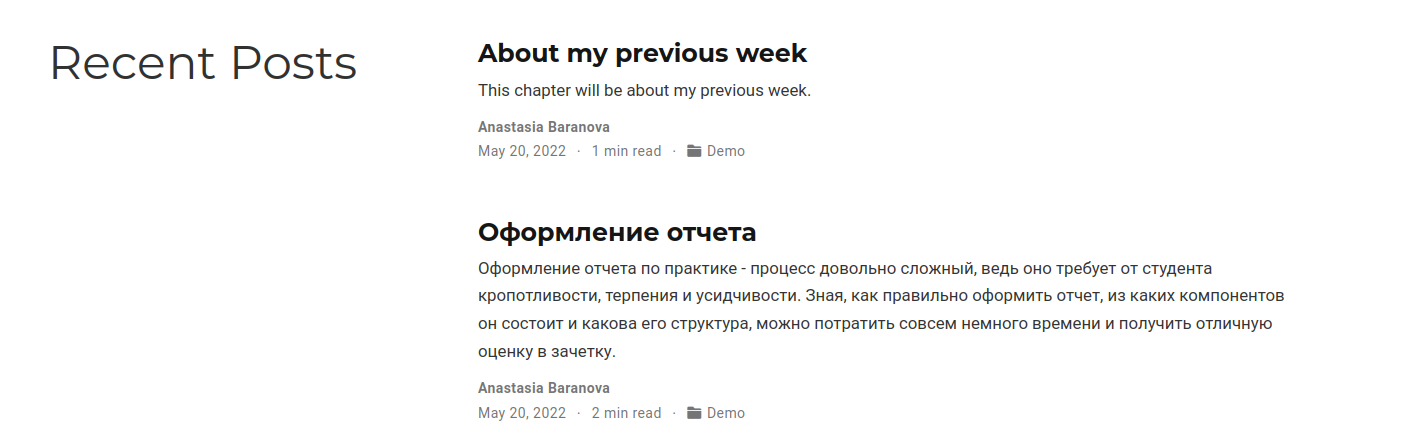 Recent Posts
About my previous week
This chapter will be about my previous week.
Anastasia Baranova
May 20, 2022 · 1 min read · Demo
Оформление отчета
Оформление отчета по практике - процесс довольно сложный, ведь оно требует от студента
кропотливости, терпения и усидчивости. Зная, как правильно оформить отчет, из каких компонентов
он состоит и какова его структура, можно потратить совсем немного времени и получить отличную
оценку в зачетку.
Anastasia Baranova
May 20, 2022 · 2 min read · Demo